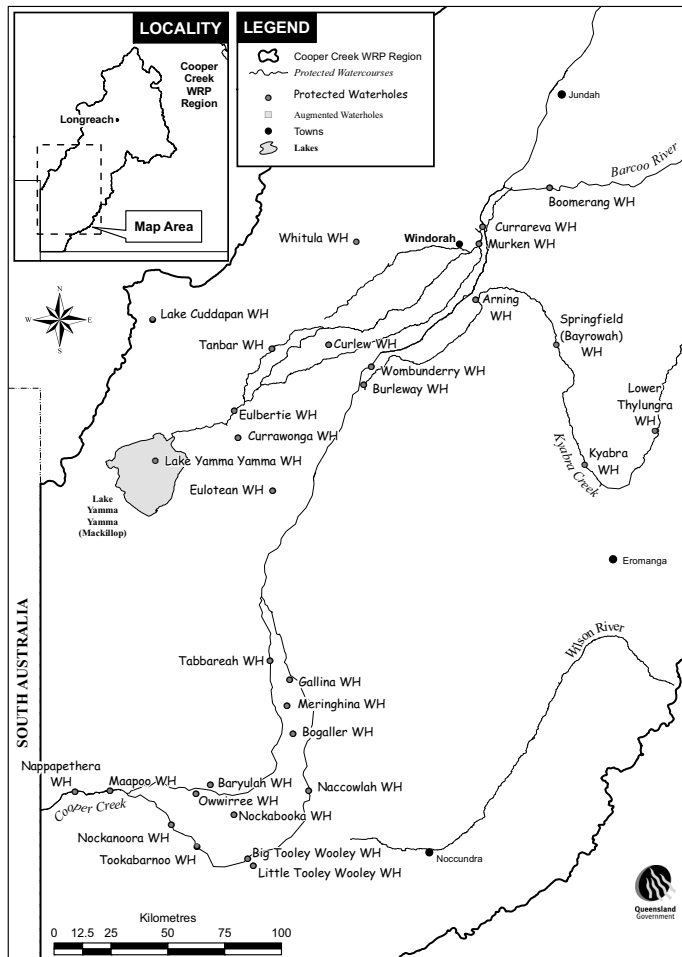 LOCALITY
Cooper
Creek
WRP
Region
Longreach
Map Area
LEGEND
Cooper Creek WRP Region
Protected Watercourses
Protected Waterholes
Augmented Waterholes
Towns
Lakes
Jundah
Barcoo River
Boomerang WH
Currareva WH
Whitula WH
Windorah
Murken WH
N
W
E
S
Lake Cuddapan WH
Arning
WH
Springfield
(Bayrowah)
WH
Tanbar WH
Curlew WH
Wombunderry WH
Burleway WH
Lower
Thylungra
WH
Eulbertie WH
Currawonga WH
Kyabra Creek
Kyabra
WH
Lake Yamma Yamma WH
Lake
Yamma
Yamma
(Mackillop)
Eulotean WH
Eromanga
SOUTH AUSTRALIA
Wilson River
Tabbareah WH
Gallina WH
Meringhina WH
Bogaller WH
Nappapethera
WH
Maapoo WH
Baryulah WH
Naccowlah WH
Owwirree WH
Cooper Creek
Nockabooka WH
Nockanoora WH
Tookabarnoo WH
Big Tooley Wooley WH
Little Tooley Wooley WH
Noccundra
Queensland
Government
Kilometres
0 12.5 25 50 75 100